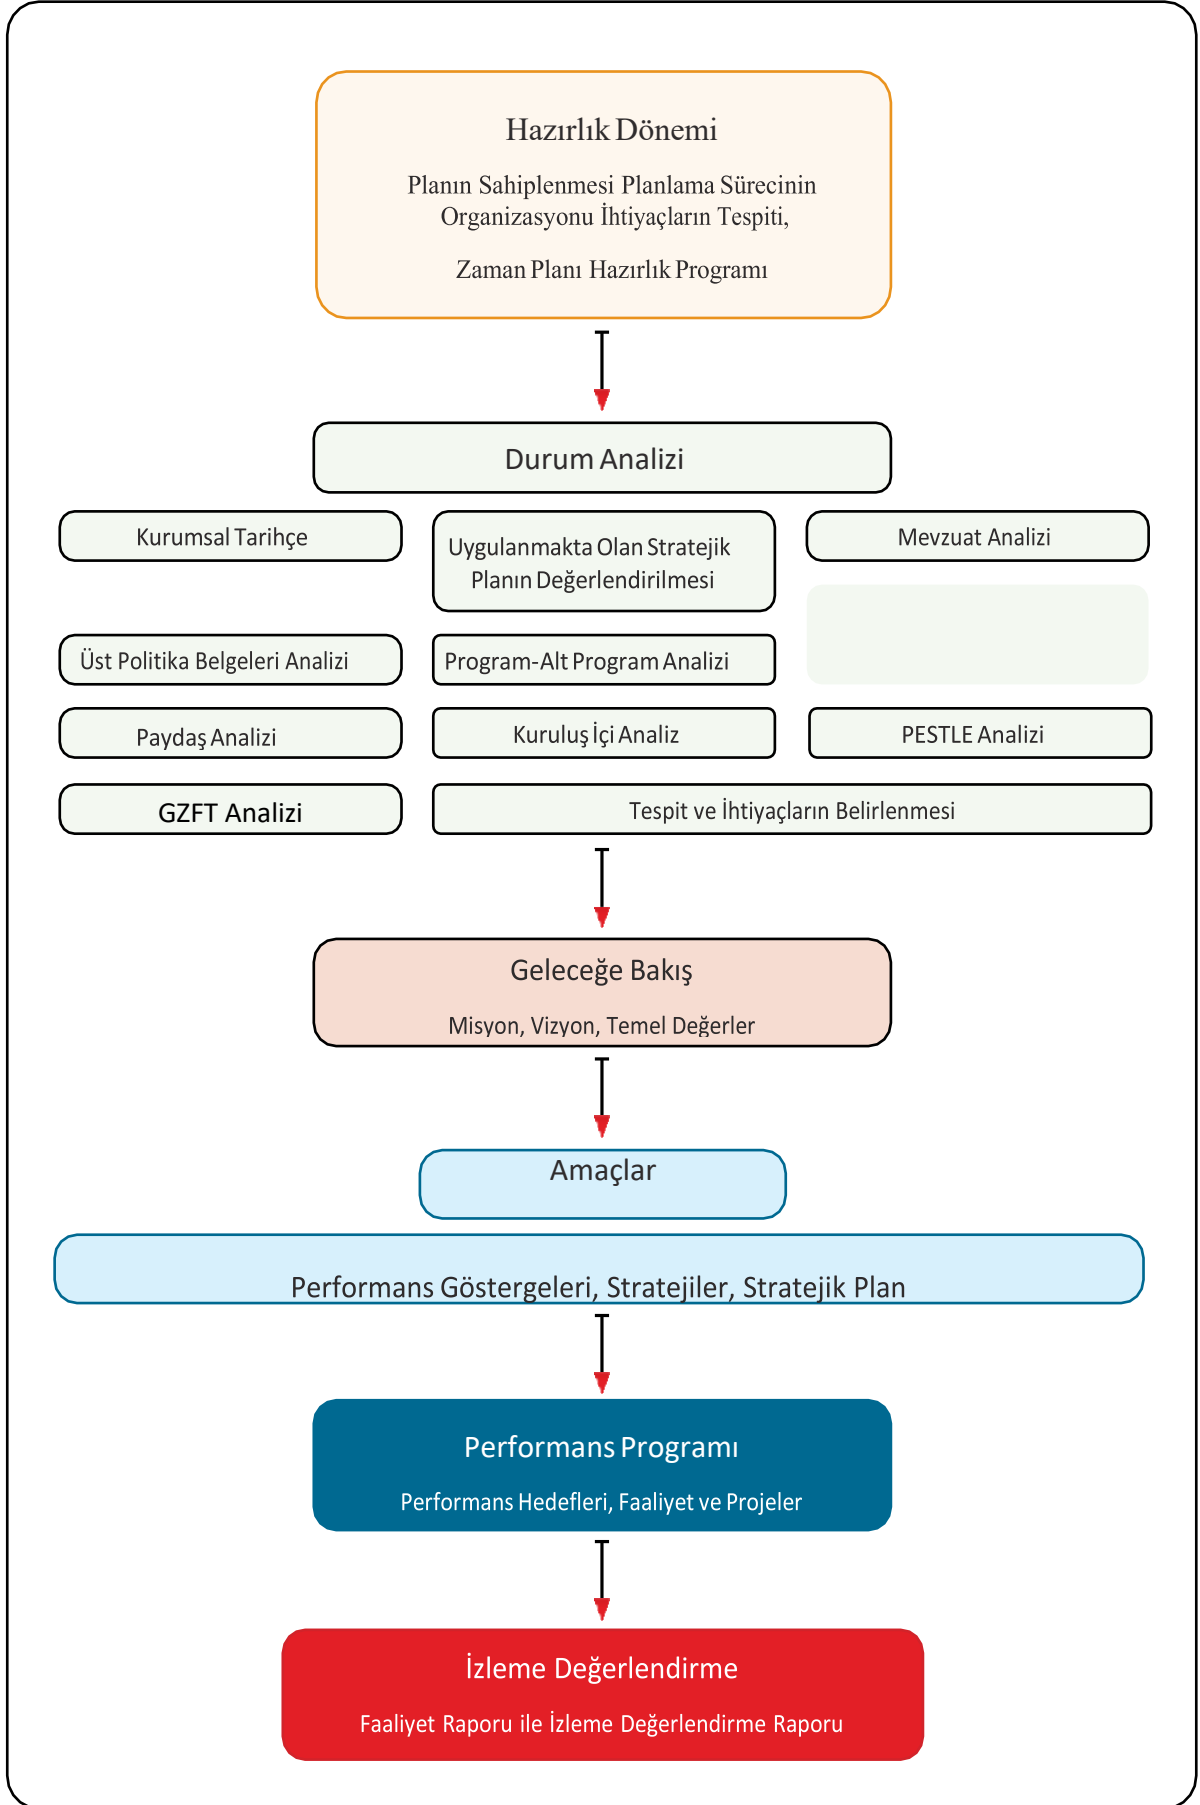 Hazırlık Dönemi
Planın Sahiplenmesi Planlama Sürecinin
Organizasyonu İhtiyaçların Tespiti,
Zaman Planı Hazırlık Programı
Durum Analizi
Kurumsal Tarihçe
Uygulanmakta Olan Stratejik
Planın Değerlendirilmesi
Mevzuat Analizi
Üst Politika Belgeleri Analizi
Program-Alt Program Analizi
Paydaş Analizi
Kuruluş İçi Analiz
PESTLE Analizi
GZFT Analizi
Tespit ve İhtiyaçların Belirlenmesi
Geleceğe Bakış
Misyon, Vizyon, Temel Değerler
Amaçlar
Performans Göstergeleri, Stratejiler, Stratejik Plan
Performans Programı
Performans Hedefleri, Faaliyet ve Projeler
İzleme Değerlendirme
Faaliyet Raporu ile İzleme Değerlendirme Raporu